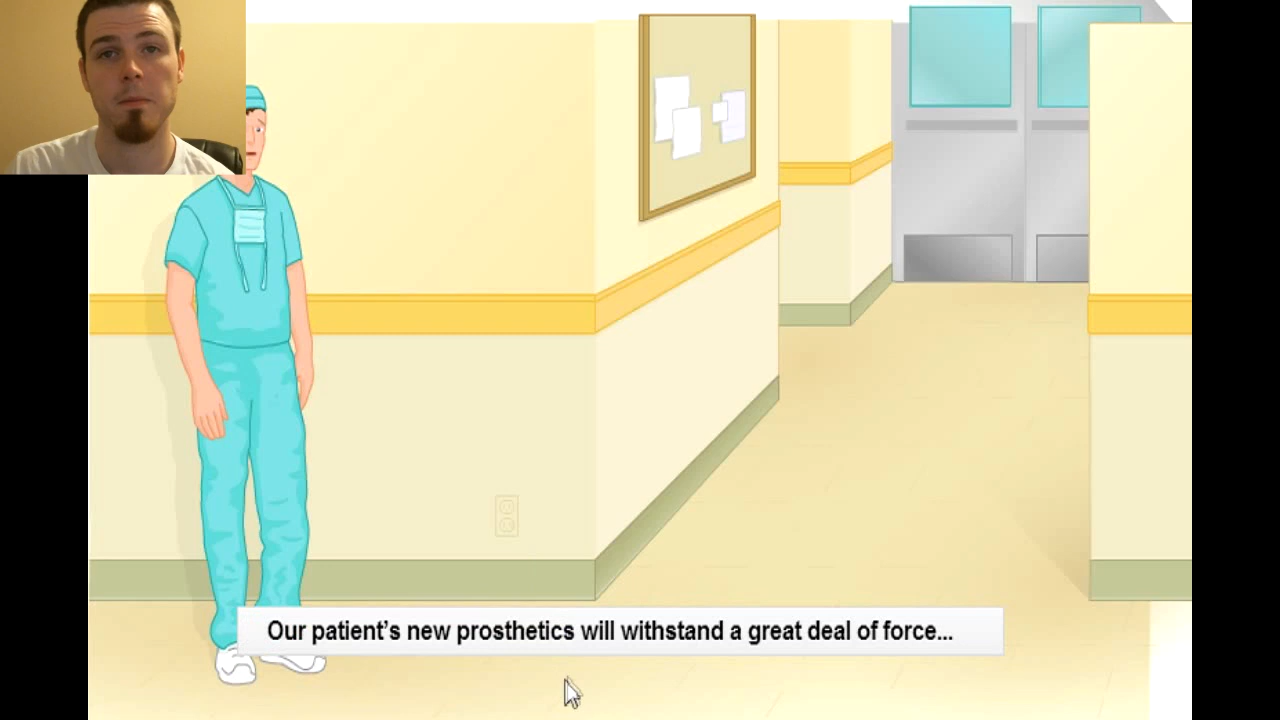 Our patient’s new prosthetics will withstand a great deal of force...